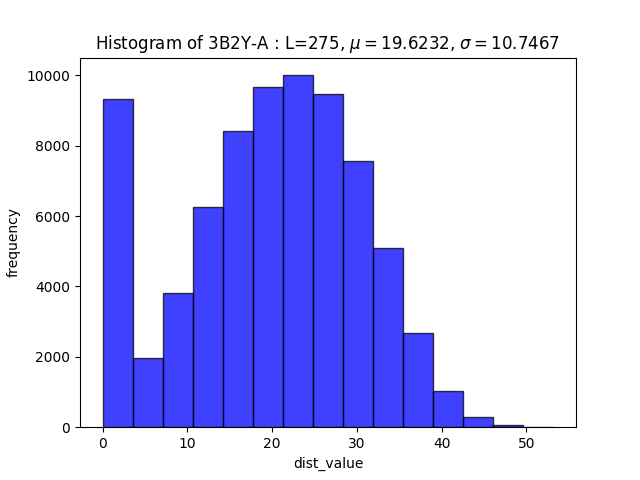 Histogram of 3B2Y-A : L=275, μ = 19.6232, σ = 10.7467
10000
8000
6000
4000
2000
0
frequency
0 10 20 30 40 50
dist_value